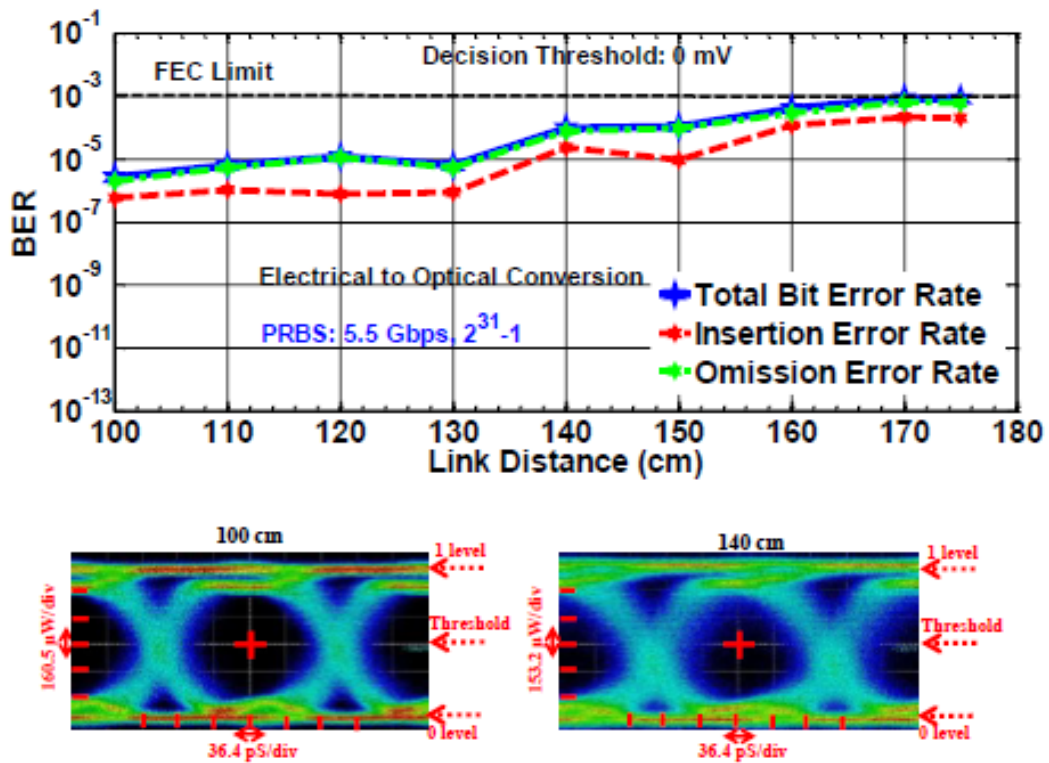 10^-1
Decision Threshold: 0 mV
FEC Limit
10^-3
10^-5
10^-7
10^-9
10^-11
10^-13
BER
Electrical to Optical Conversion
PRBS: 5.5 Gbps, 2^31-1
Total Bit Error Rate
Insertion Error Rate
Omission Error Rate
100 110 120 130 140 150 160 170 180
Link Distance (cm)
100 cm
1 level
Threshold
0 level
160.5 µW/div
36.4 pS/div
140 cm
1 level
Threshold
0 level
153.2 µW/div
36.4 pS/div